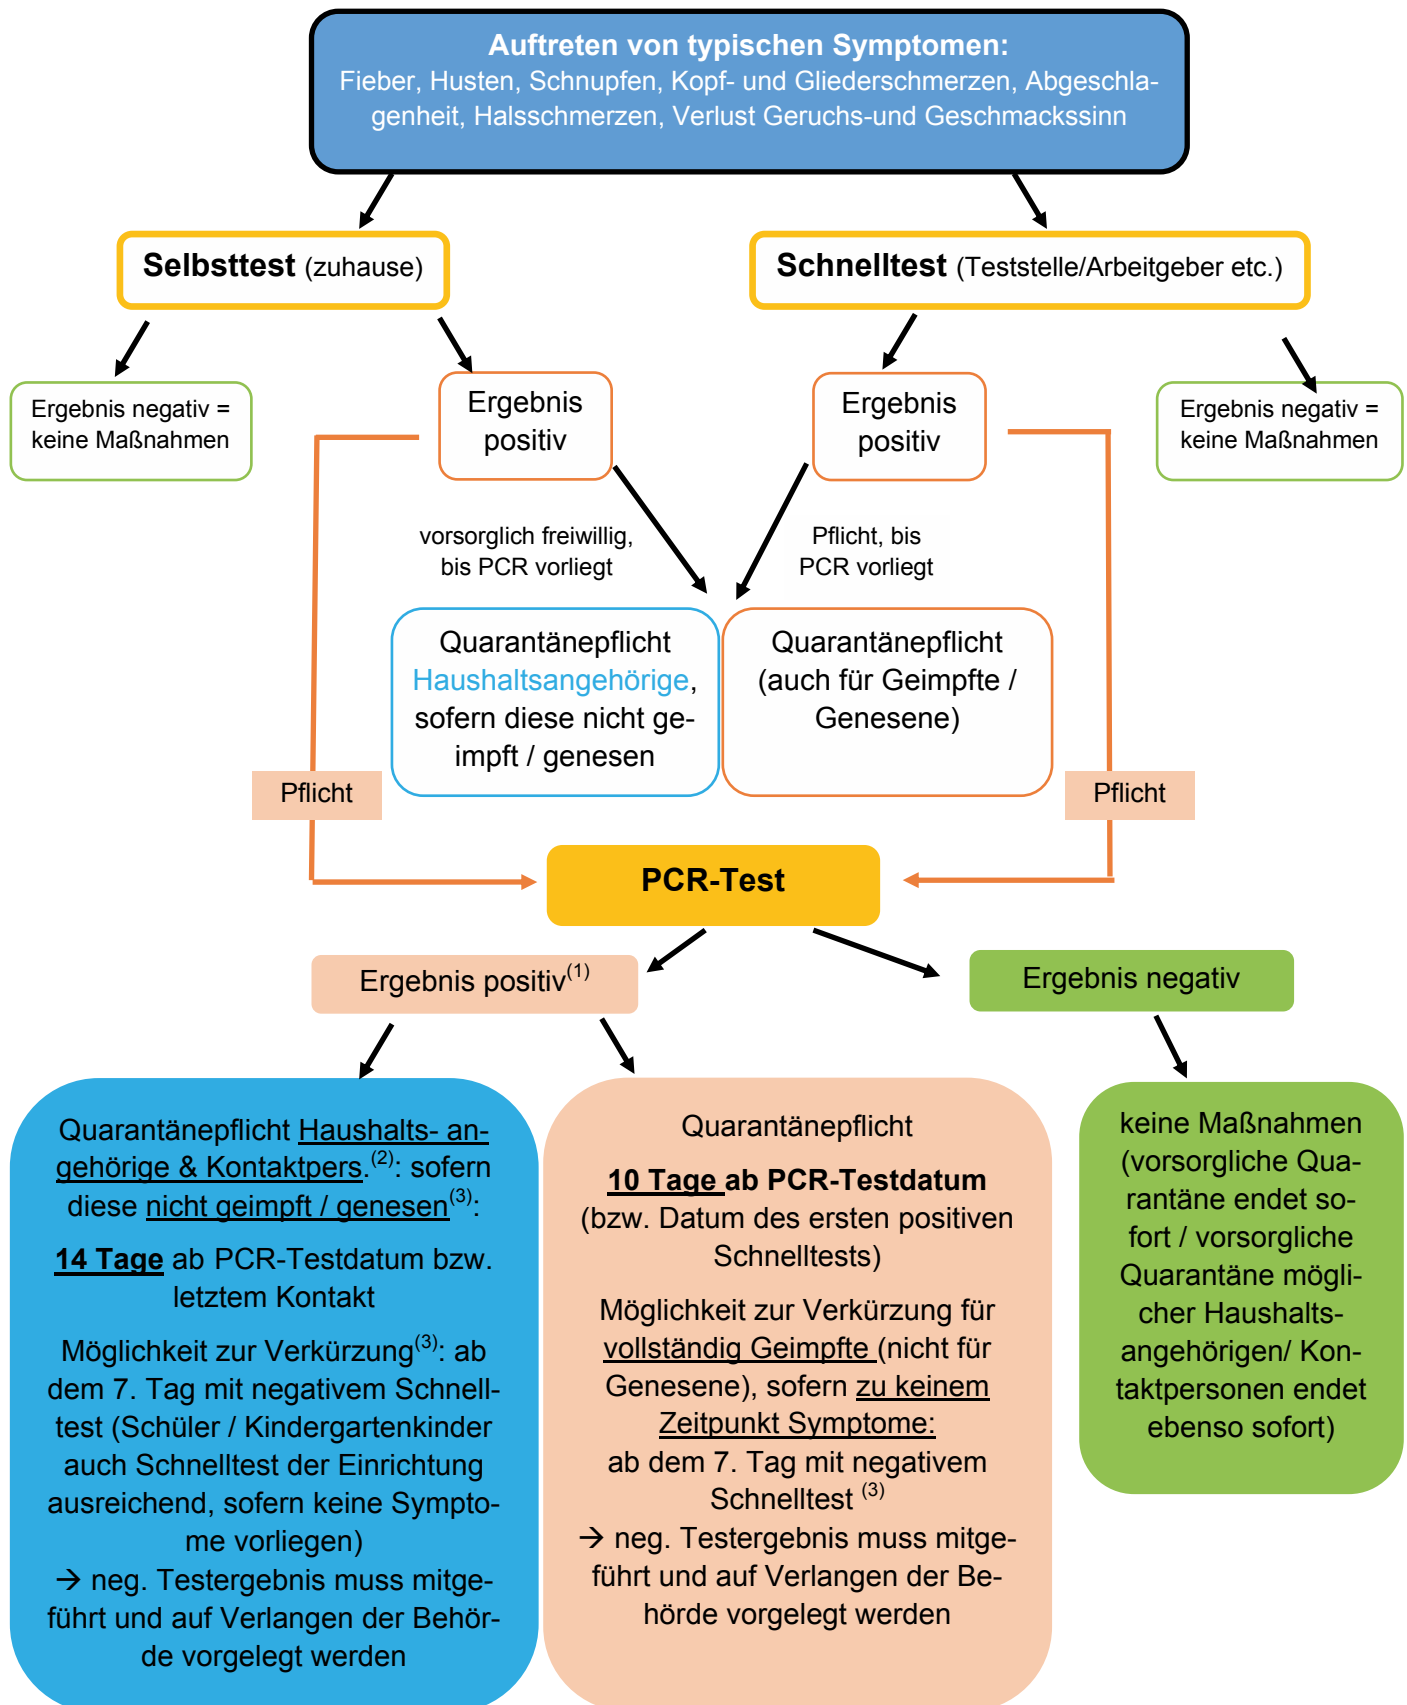 Auftreten von typischen Symptomen:
Fieber, Husten, Schnupfen, Kopf- und Gliederschmerzen, Abgeschla-
genheit, Halsschmerzen, Verlust Geruchs-und Geschmackssinn
Selbsttest (zuhause)
Schnelltest (Teststelle/Arbeitgeber etc.)
Ergebnis negativ =
keine Maßnahmen
Ergebnis
positiv
Ergebnis
positiv
Ergebnis negativ =
keine Maßnahmen
vorsorglich freiwillig,
bis PCR vorliegt
Pflicht, bis
PCR vorliegt
Quarantänepflicht
Haushaltsangehörige,
sofern diese nicht ge-
impft / genesen
Quarantänepflicht
(auch für Geimpfte /
Genesene)
Pflicht
Pflicht
PCR-Test
Ergebnis positiv(1)
Ergebnis negativ
Quarantänepflicht Haushalts- an-
gehörige & Kontaktpers.(2): sofern
diese nicht geimpft / genesen(3):
14 Tage ab PCR-Testdatum bzw.
letztem Kontakt
Möglichkeit zur Verkürzung(3): ab
dem 7. Tag mit negativem Schnell-
test (Schüler / Kindergartenkinder
auch Schnelltest der Einrichtung
ausreichend, sofern keine Sympto-
me vorliegen)
→ neg. Testergebnis muss mitge-
führt und auf Verlangen der Behör-
de vorgelegt werden
Quarantänepflicht
10 Tage ab PCR-Testdatum
(bzw. Datum des ersten positiven
Schnelltests)
Möglichkeit zur Verkürzung für
vollständig Geimpfte (nicht für
Genesene), sofern zu keinem
Zeitpunkt Symptome:
ab dem 7. Tag mit negativem
Schnelltest (3)
→ neg. Testergebnis muss mitge-
führt und auf Verlangen der Be-
hörde vorgelegt werden
keine Maßnahmen
(vorsorgliche Qua-
rantäne endet so-
fort / vorsorgliche
Quarantäne mögli-
cher Haushalts-
angehörigen/ Kon-
taktpersonen endet
ebenso sofort)